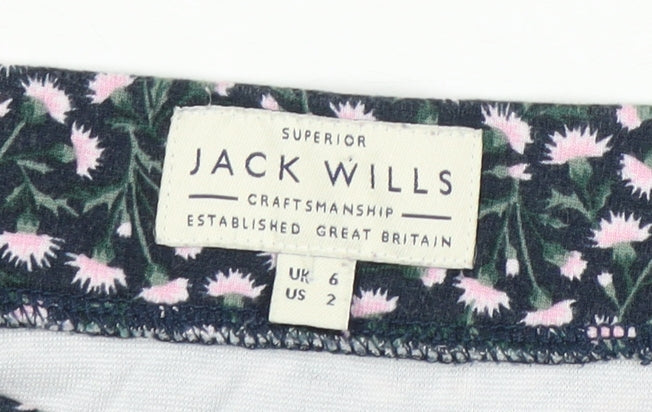 SUPERIOR
JACK WILLS
CRAFTSMANSHIP
ESTABLISHED GREAT BRITAIN
UK 6
US 2